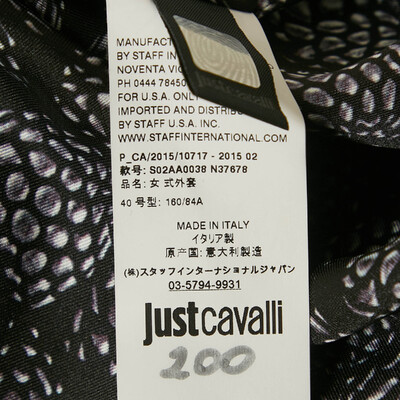 MANUFACT
BY STAFF IN
NOVENTA VIC
PH 0444 78450
FOR U.S.A. ONL
IMPORTED AND DISTRIB
BY STAFF U.S.A. INC.
WWW.STAFFINTERNATIONAL.COM
P_CA/2015/10717 - 2015 02
款号: S02AA0038 N37678
品名: 女 式外套
40 号型: 160/84A
MADE IN ITALY
イタリア製
原产国: 意大利製造
(株)スタッフインターナショナルジャパン
03-5794-9931
justcavalli
200